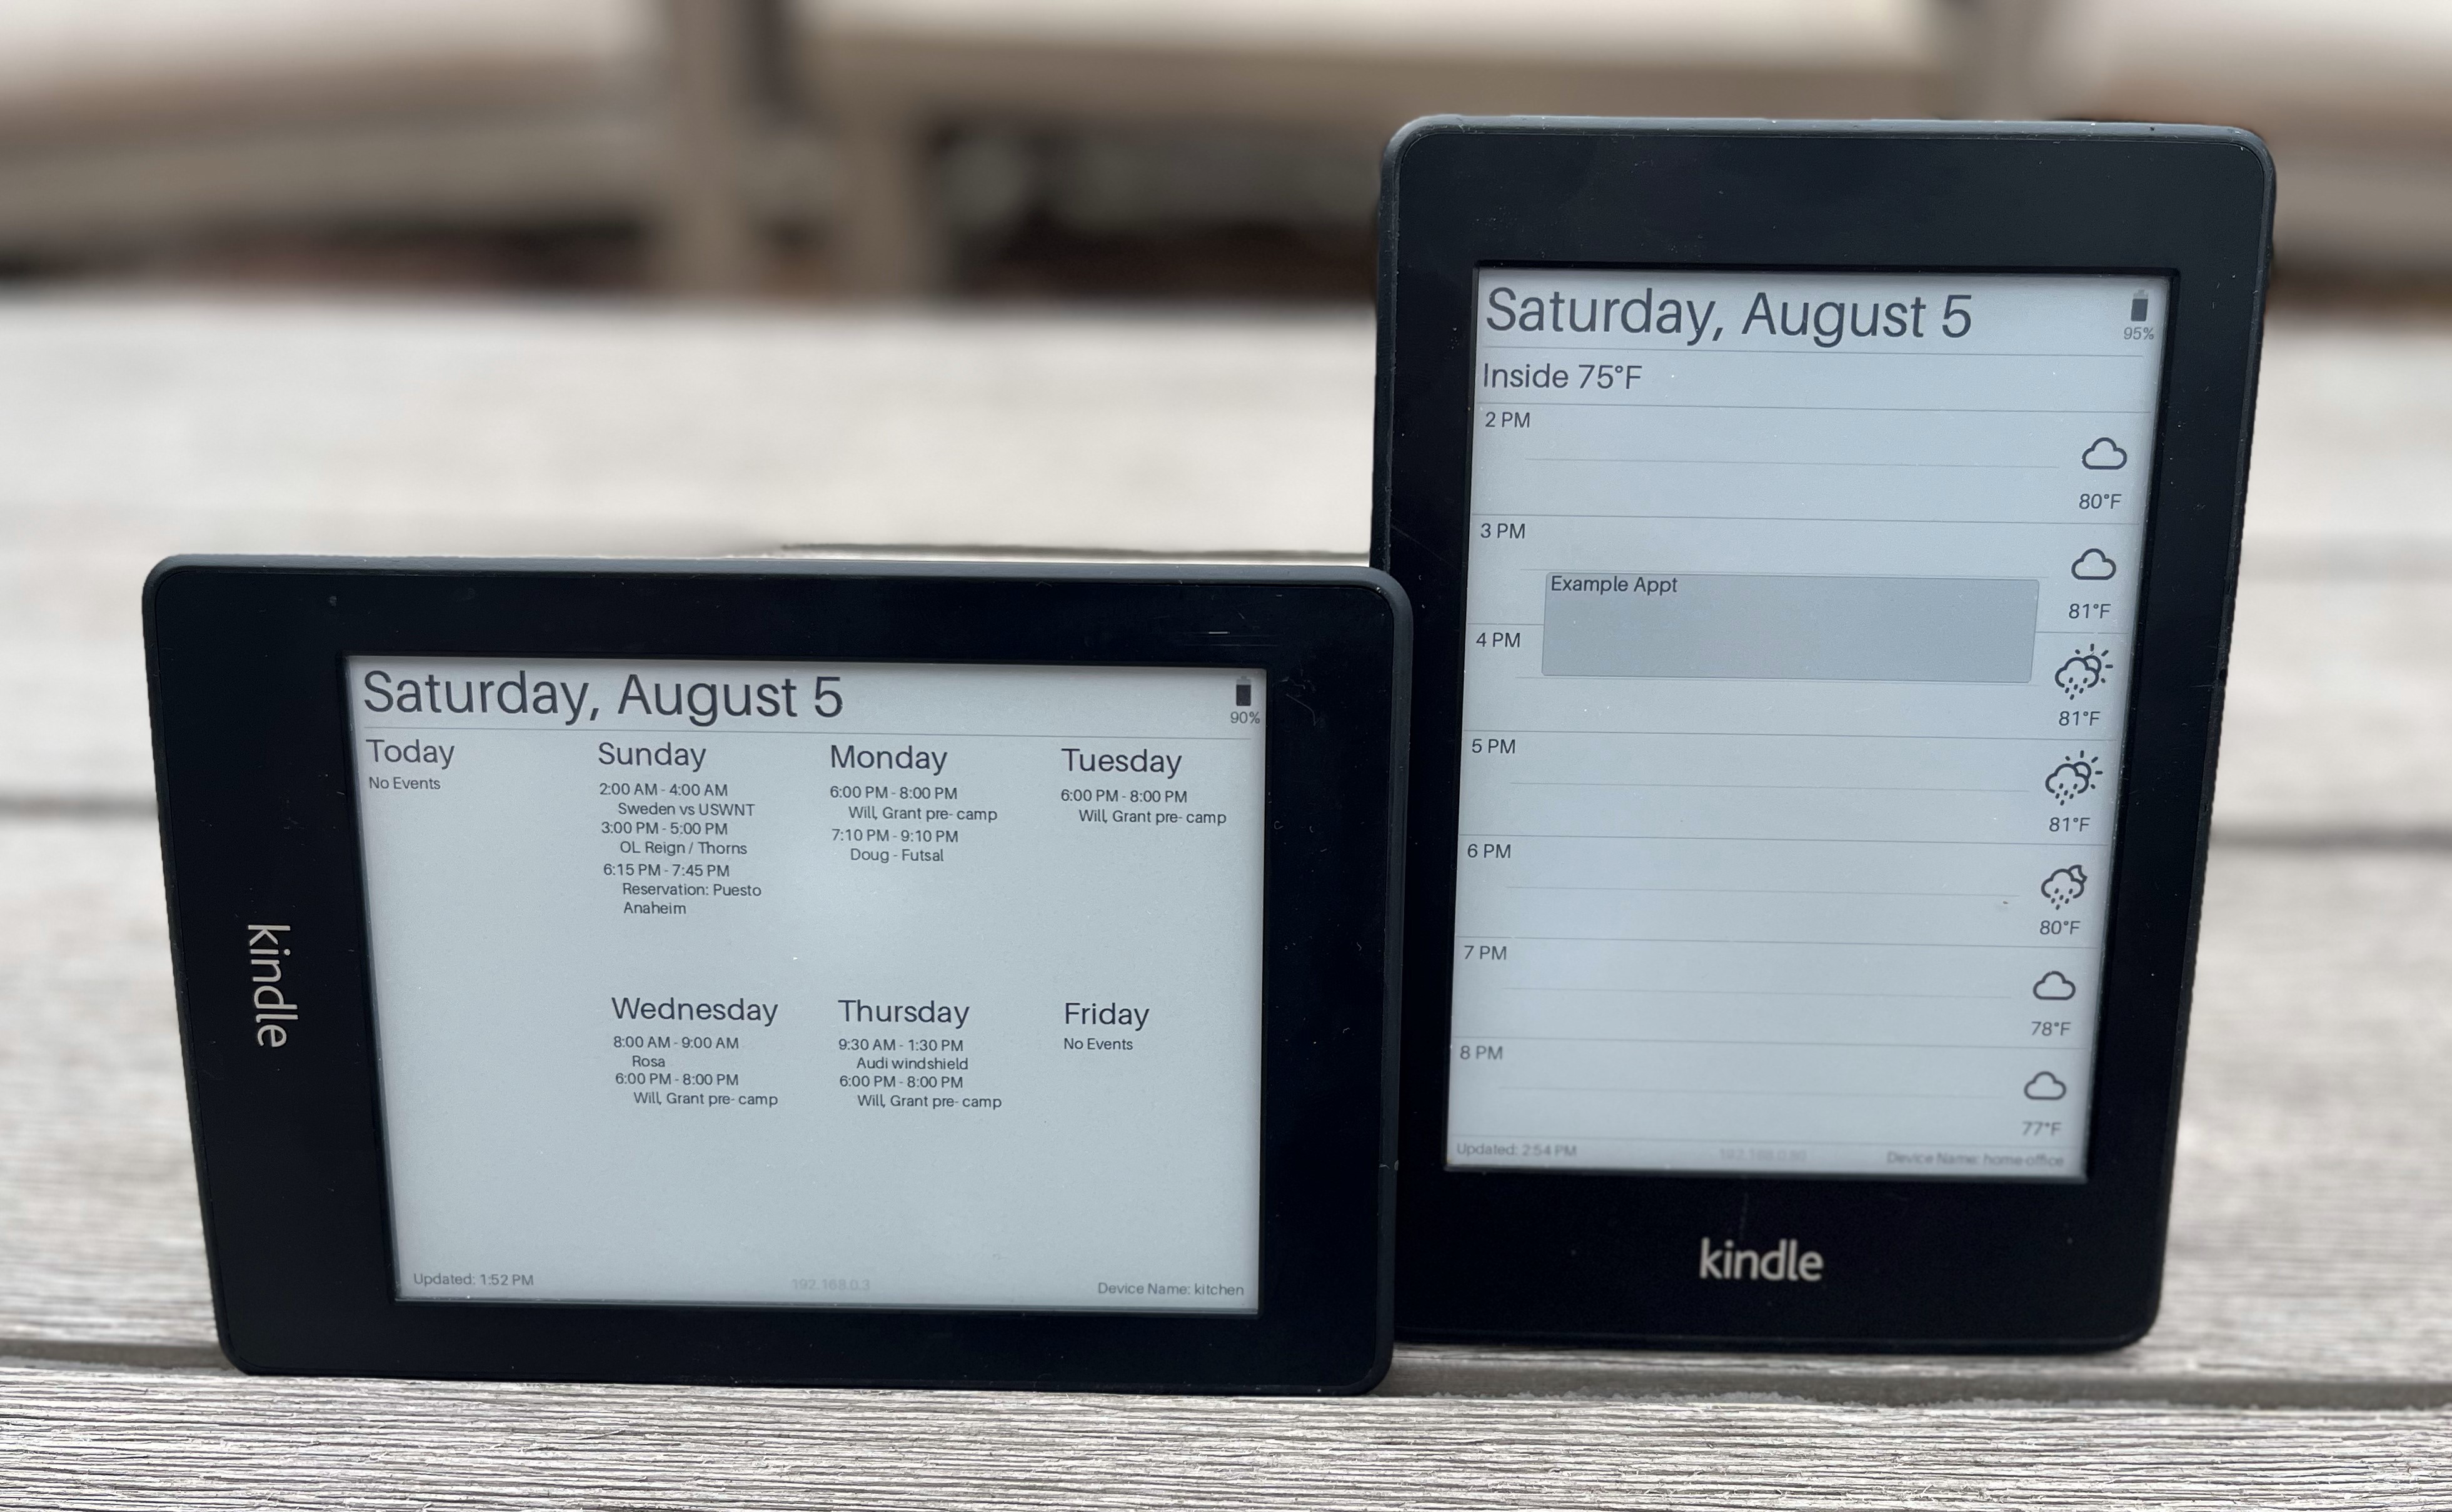 Saturday, August 5
90%
Today
No Events
Sunday
2:00 AM - 4:00 AM
Sweden vs USWNT
3:00 PM - 5:00 PM
OL Reign / Thorns
6:15 PM - 7:45 PM
Reservation: Puesto
Anaheim
Monday
6:00 PM - 8:00 PM
Will, Grant pre- camp
7:10 PM - 9:10 PM
Doug - Futsal
Tuesday
6:00 PM - 8:00 PM
Will, Grant pre- camp
Wednesday
8:00 AM - 9:00 AM
Rosa
6:00 PM - 8:00 PM
Will, Grant pre- camp
Thursday
9:30 AM - 1:30 PM
Audi windshield
6:00 PM - 8:00 PM
Will, Grant pre- camp
Friday
No Events
Updated: 1:52 PM
192.168.0.3
Device Name: kitchen
kindle
Saturday, August 5
95%
Inside 75°F
2 PM
80°F
3 PM
Example Appt
81°F
4 PM
81°F
5 PM
81°F
6 PM
80°F
7 PM
78°F
8 PM
77°F
Updated: 2:54 PM
Device Name: home-office
kindle